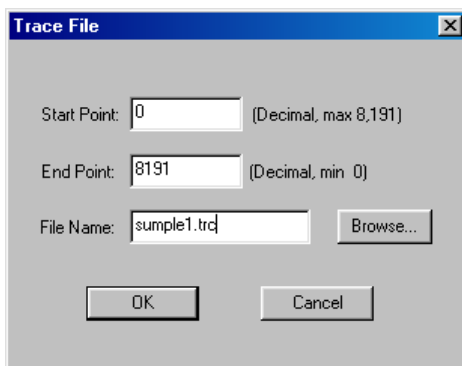 Trace File
Start Point: 0 (Decimal, max 8,191)
End Point: 8191 (Decimal, min 0)
File Name: sumple1.trc Browse...
OK Cancel